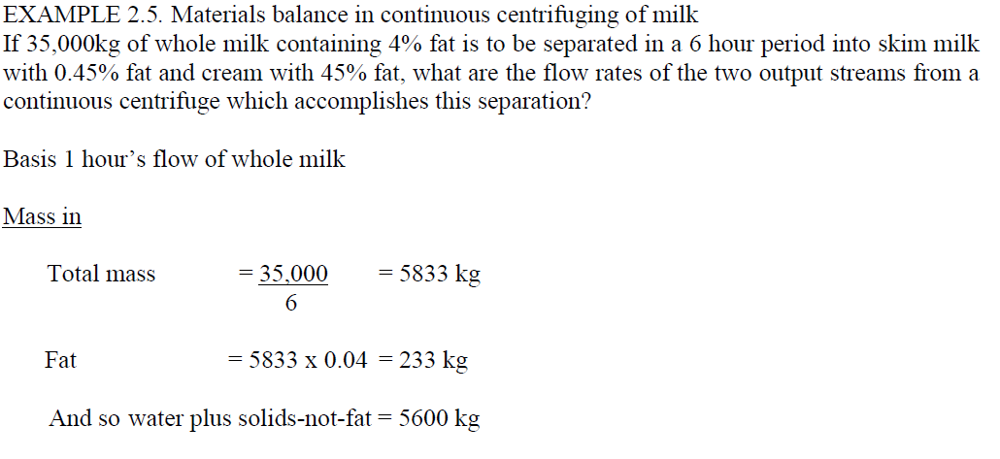 EXAMPLE 2.5. Materials balance in continuous centrifuging of milk
If 35,000kg of whole milk containing 4% fat is to be separated in a 6 hour period into skim milk
with 0.45% fat and cream with 45% fat, what are the flow rates of the two output streams from a
continuous centrifuge which accomplishes this separation?
Basis 1 hour’s flow of whole milk
Mass in
Total mass = 35,000 = 5833 kg
6
Fat = 5833 x 0.04 = 233 kg
And so water plus solids-not-fat = 5600 kg